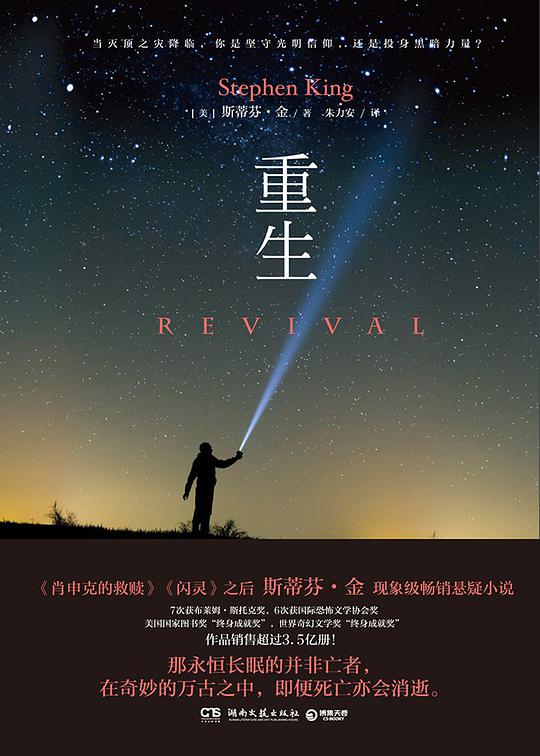 当灭顶之灾降临，你是坚守光明信仰，还是投身黑暗力量？
Stephen King
[美] 斯蒂芬·金 / 著 朱力安 / 译
重
生
REVIVAL
《肖申克的救赎》《闪灵》之后 斯蒂芬·金 现象级畅销悬疑小说
7次获布莱姆·斯托克奖，6次获国际恐怖文学协会奖
美国国家图书奖“终身成就奖”，世界奇幻文学奖“终身成就奖”
作品销售超过3.5亿册！
那永恒长眠的并非亡者，
在奇妙的万古之中，即便死亡亦会消逝。
湖南文艺出版社 博集天卷
HUNAN LITERATURE AND ART PUBLISHING HOUSE CS-BOOKY